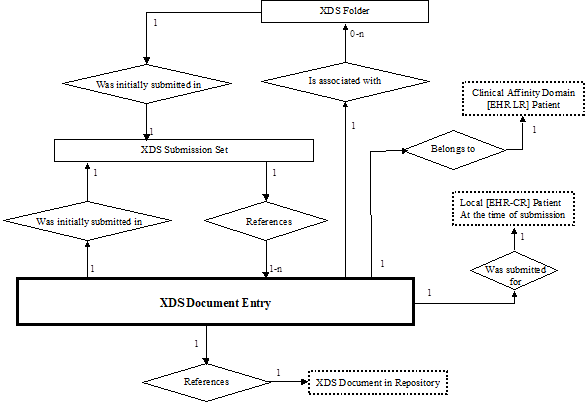 XDS Folder
1
0-n
Was initially submitted in
Is associated with
Clinical Affinity Domain
[EHR LR] Patient
1
1
1
XDS Submission Set
Belongs to
1
1
Local [EHR-CR] Patient
At the time of submission
Was initially submitted in
References
1
1
1-n
1
Was submitted
for
1
XDS Document Entry
1
References
1
XDS Document in Repository